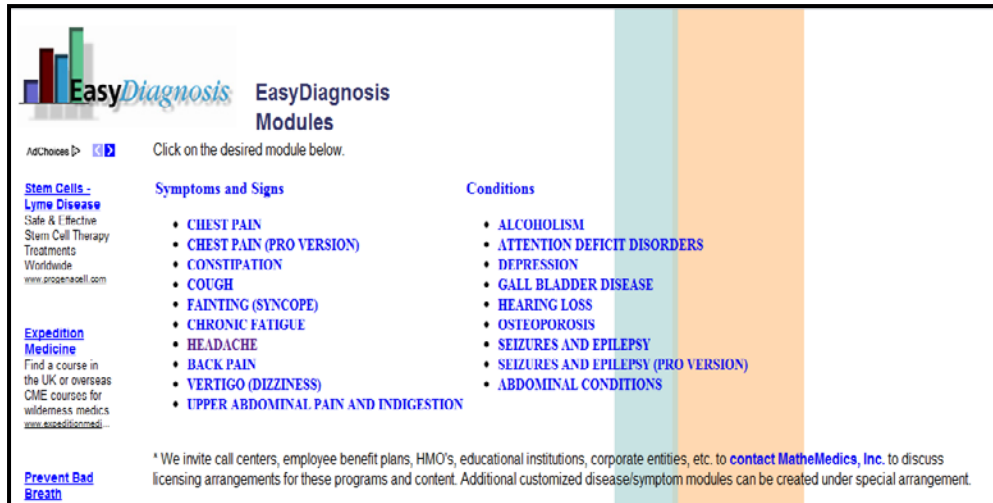 EasyDiagnosis
EasyDiagnosis
Modules
AdChoices
Click on the desired module below.
Stem Cells -
Lyme Disease
Safe & Effective
Stem Cell Therapy
Treatments
Worldwide
www.progenacell.com
Expedition
Medicine
Find a course in
the UK or overseas
CME courses for
wilderness medics
www.expeditionmedi...
Prevent Bad
Breath
Symptoms and Signs
• CHEST PAIN
• CHEST PAIN (PRO VERSION)
• CONSTIPATION
• COUGH
• FAINTING (SYNCOPE)
• CHRONIC FATIGUE
• HEADACHE
• BACK PAIN
• VERTIGO (DIZZINESS)
• UPPER ABDOMINAL PAIN AND INDIGESTION
Conditions
• ALCOHOLISM
• ATTENTION DEFICIT DISORDERS
• DEPRESSION
• GALL BLADDER DISEASE
• HEARING LOSS
• OSTEOPOROSIS
• SEIZURES AND EPILEPSY
• SEIZURES AND EPILEPSY (PRO VERSION)
• ABDOMINAL CONDITIONS
* We invite call centers, employee benefit plans, HMO's, educational institutions, corporate entities, etc. to contact MatheMedics, Inc. to discuss
licensing arrangements for these programs and content. Additional customized disease/symptom modules can be created under special arrangement.